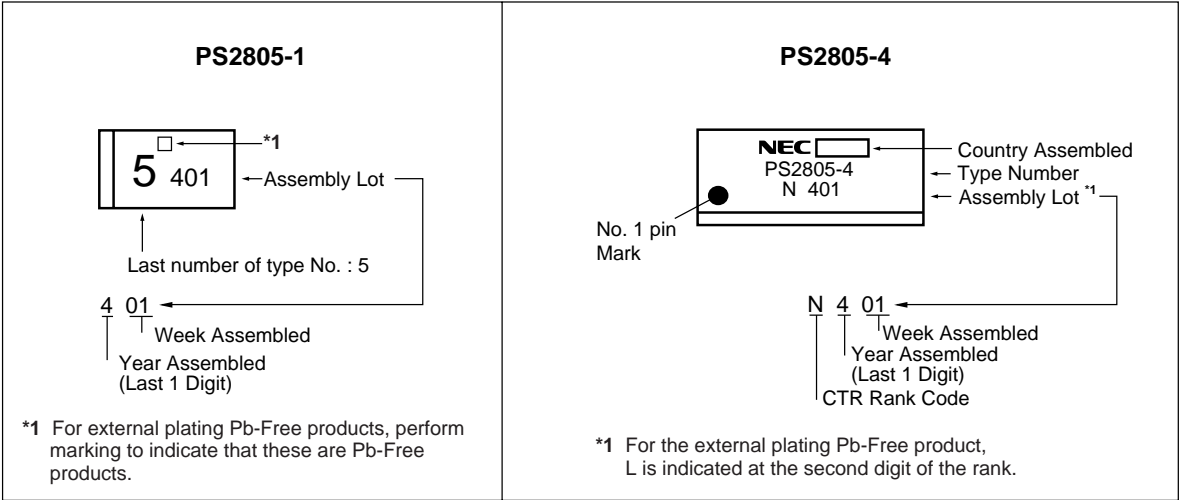 PS2805-1
*1
5 401
Assembly Lot
Last number of type No. : 5
4 01
Week Assembled
Year Assembled
(Last 1 Digit)
*1 For external plating Pb-Free products, perform
marking to indicate that these are Pb-Free
products.
PS2805-4
NEC
PS2805-4
N 401
Country Assembled
Type Number
Assembly Lot *1
No. 1 pin
Mark
N 4 01
Week Assembled
Year Assembled
(Last 1 Digit)
CTR Rank Code
*1 For the external plating Pb-Free product,
L is indicated at the second digit of the rank.